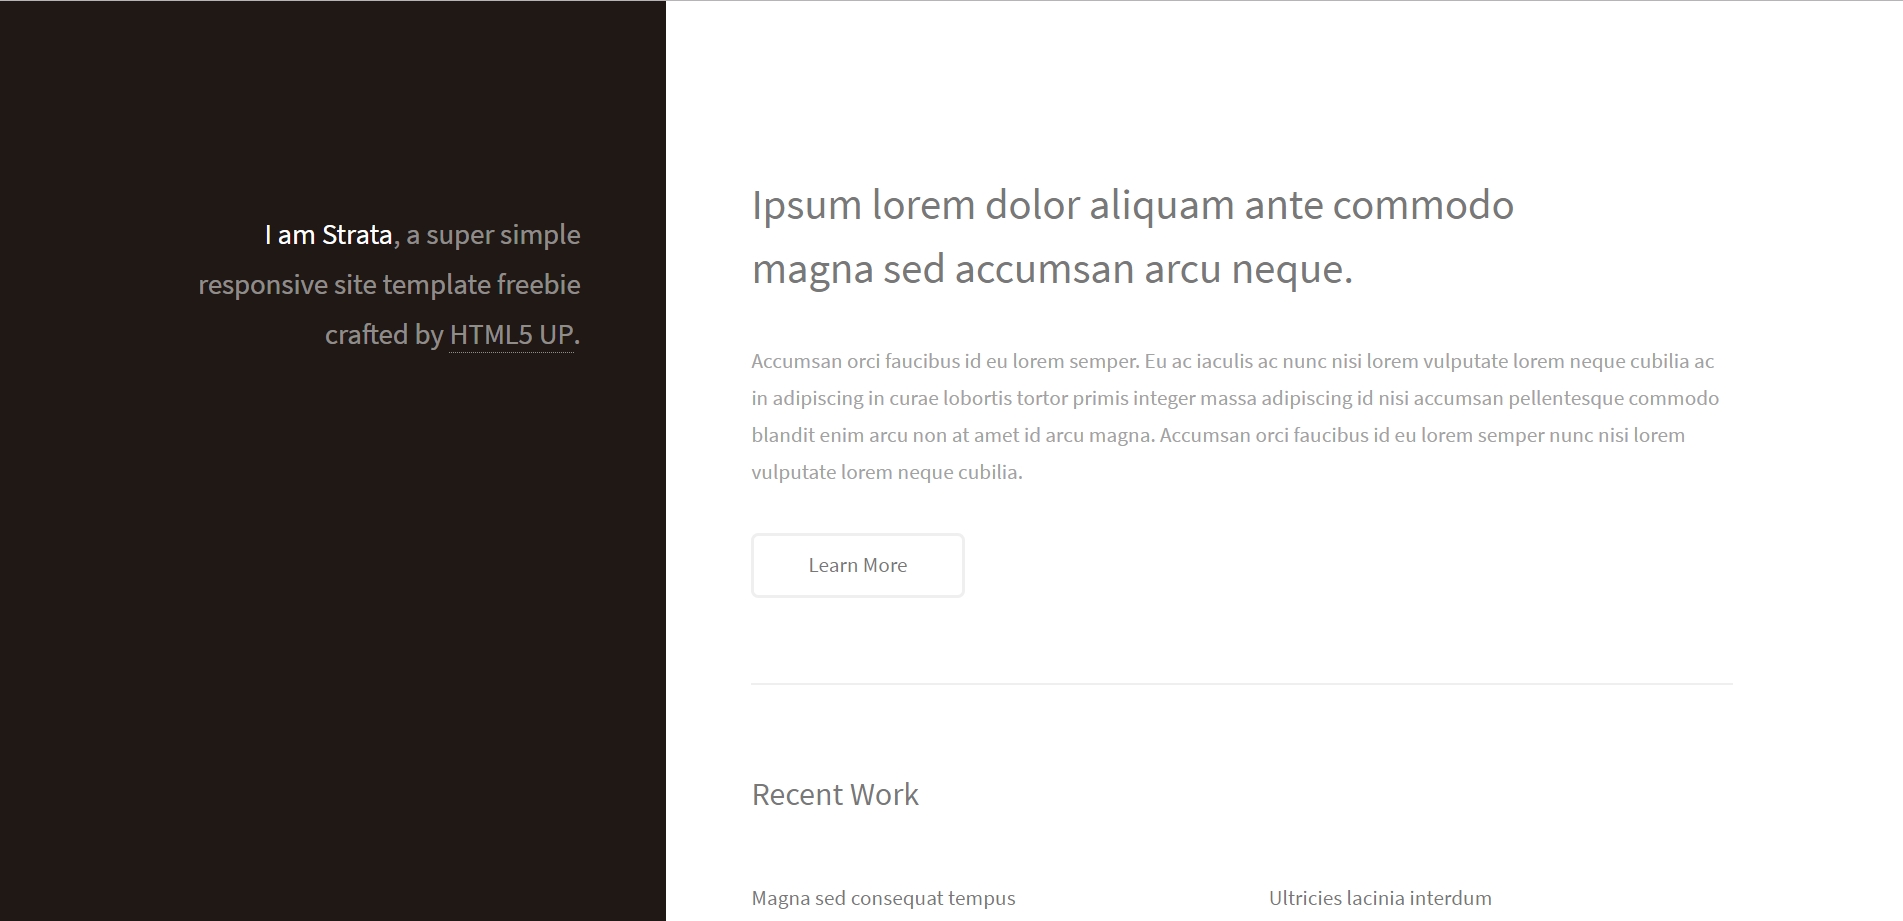 I am Strata, a super simple
responsive site template freebie
crafted by HTML5 UP.
Ipsum lorem dolor aliquam ante commodo
magna sed accumsan arcu neque.
Accumsan orci faucibus id eu lorem semper. Eu ac iaculis ac nunc nisi lorem vulputate lorem neque cubilia ac
in adipiscing in curae lobortis tortor primis integer massa adipiscing id nisi accumsan pellentesque commodo
blandit enim arcu non at amet id arcu magna. Accumsan orci faucibus id eu lorem semper nunc nisi lorem
vulputate lorem neque cubilia.
Learn More
Recent Work
Magna sed consequat tempus
Ultricies lacinia interdum